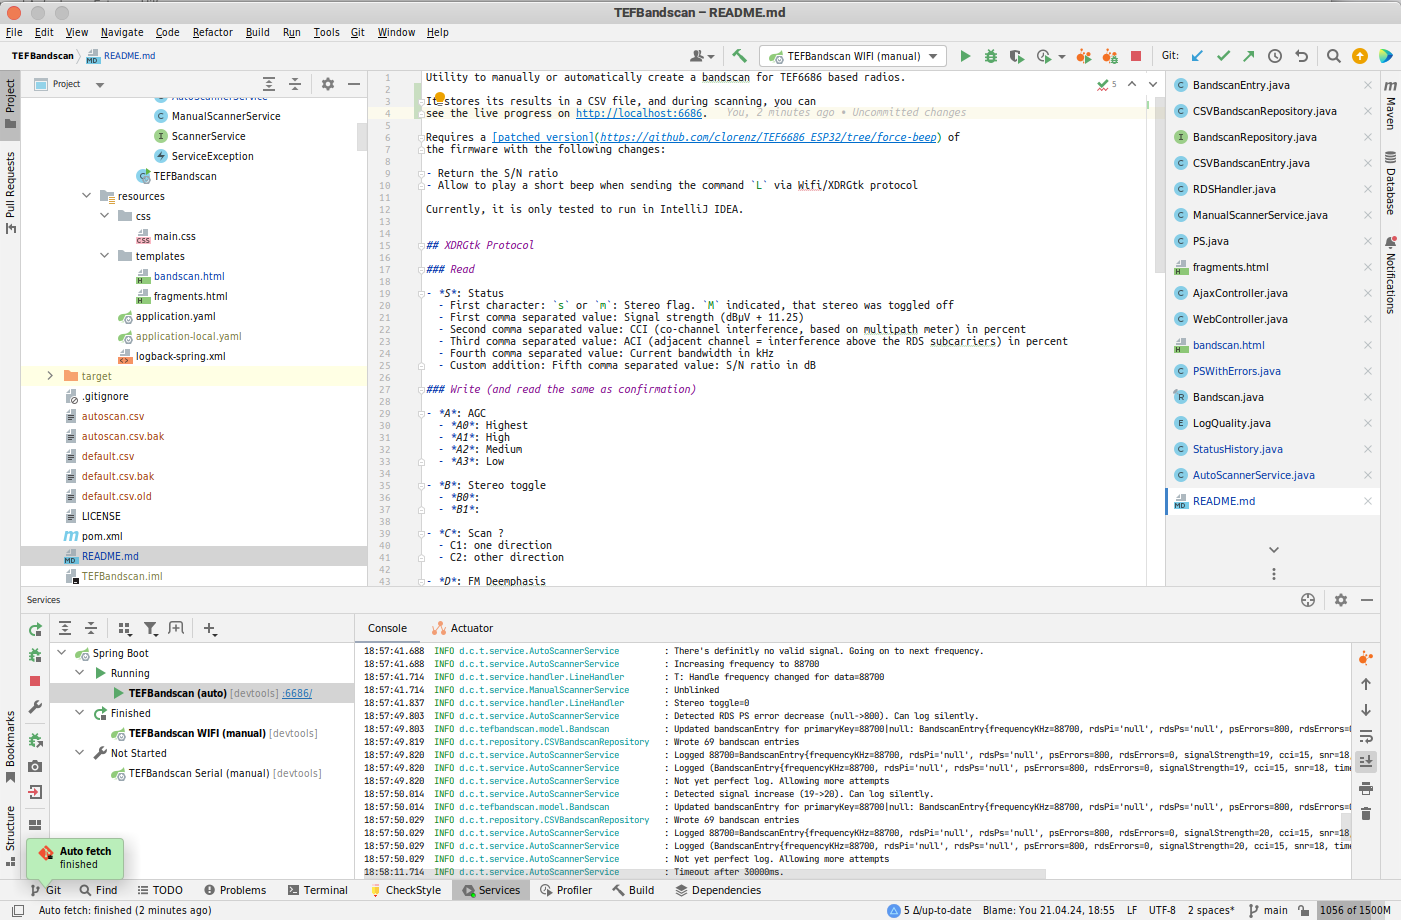 TEFBandscan – README.md
File Edit View Navigate Code Refactor Build Run Tools Git Window Help
TEFBandscan README.md
TEFBandscan WIFI (manual)
Git:
Project
Pull Requests
Bookmarks
Structure
Project
AutoScannerService
ManualScannerService
ScannerService
ServiceException
TEFBandscan
resources
css
main.css
templates
bandscan.html
fragments.html
application.yaml
application-local.yaml
logback-spring.xml
target
.gitignore
autoscan.csv
autoscan.csv.bak
default.csv
default.csv.bak
default.csv.old
LICENSE
pom.xml
README.md
TEFBandscan.iml
5
1 Utility to manually or automatically create a bandscan for TEF6686 based radios.
2
3 It stores its results in a CSV file, and during scanning, you can
4 see the live progress on http://localhost:6686. You, 2 minutes ago • Uncommitted changes
5
6 Requires a [patched version](https://github.com/clorenz/TEF6686_ESP32/tree/force-beep) of
7 the firmware with the following changes:
8
9 - Return the S/N ratio
10 - Allow to play a short beep when sending the command `L` via Wifi/XDRGtk protocol
11
12 Currently, it is only tested to run in IntelliJ IDEA.
13
14
15 ## XDRGtk Protocol
16
17 ### Read
18
19 - *S*: Status
20 - First character: `s` or `m`: Stereo flag. `M` indicated, that stereo was toggled off
21 - First comma separated value: Signal strength (dBµV + 11.25)
22 - Second comma separated value: CCI (co-channel interference, based on multipath meter) in percent
23 - Third comma separated value: ACI (adjacent channel = interference above the RDS subcarriers) in percent
24 - Fourth comma separated value: Current bandwidth in kHz
25 - Custom addition: Fifth comma separated value: S/N ratio in dB
26
27 ### Write (and read the same as confirmation)
28
29 - *A*: AGC
30 - *A0*: Highest
31 - *A1*: High
32 - *A2*: Medium
33 - *A3*: Low
34
35 - *B*: Stereo toggle
36 - *B0*:
37 - *B1*:
38
39 - *C*: Scan ?
40 - C1: one direction
41 - C2: other direction
42
43 - *D*: FM Deemphasis
BandscanEntry.java
CSVBandscanRepository.java
BandscanRepository.java
CSVBandscanEntry.java
RDSHandler.java
ManualScannerService.java
PS.java
fragments.html
AjaxController.java
WebController.java
bandscan.html
PSWithErrors.java
Bandscan.java
LogQuality.java
StatusHistory.java
AutoScannerService.java
README.md
Maven
Database
Notifications
Services
Spring Boot
Running
TEFBandscan (auto) [devtools] :6686/
Finished
TEFBandscan WIFI (manual) [devtools]
Not Started
TEFBandscan Serial (manual) [devtools]
Console Actuator
18:57:41.688 INFO d.c.t.service.AutoScannerService : There's definitly no valid signal. Going on to next frequency.
18:57:41.688 INFO d.c.t.service.AutoScannerService : Increasing frequency to 88700
18:57:41.714 INFO d.c.t.service.handler.LineHandler : T: Handle frequency changed for data=88700
18:57:41.714 INFO d.c.t.service.ManualScannerService : Unblinked
18:57:41.837 INFO d.c.t.service.handler.LineHandler : Stereo toggle=0
18:57:49.803 INFO d.c.t.service.AutoScannerService : Detected RDS PS error decrease (null->800). Can log silently.
18:57:49.803 INFO d.c.tefbandscan.model.Bandscan : Updated bandscanEntry for primaryKey=88700|null: BandscanEntry{frequencyKHz=88700, rdsPi='null', rdsPs='null', psErrors=800, rdsErrors=0
18:57:49.819 INFO d.c.t.repository.CSVBandscanRepository : Wrote 69 bandscan entries
18:57:49.820 INFO d.c.t.service.AutoScannerService : Logged 88700=BandscanEntry{frequencyKHz=88700, rdsPi='null', rdsPs='null', psErrors=800, rdsErrors=0, signalStrength=19, cci=15, snr=18,
18:57:49.820 INFO d.c.t.service.AutoScannerService : Logged (BandscanEntry{frequencyKHz=88700, rdsPi='null', rdsPs='null', psErrors=800, rdsErrors=0, signalStrength=19, cci=15, snr=18, time
18:57:49.820 INFO d.c.t.service.AutoScannerService : Not yet perfect log. Allowing more attempts
18:57:50.014 INFO d.c.t.service.AutoScannerService : Detected signal increase (19->20). Can log silently.
18:57:50.014 INFO d.c.tefbandscan.model.Bandscan : Updated bandscanEntry for primaryKey=88700|null: BandscanEntry{frequencyKHz=88700, rdsPi='null', rdsPs='null', psErrors=800, rdsErrors=0
18:57:50.029 INFO d.c.t.repository.CSVBandscanRepository : Wrote 69 bandscan entries
18:57:50.029 INFO d.c.t.service.AutoScannerService : Logged 88700=BandscanEntry{frequencyKHz=88700, rdsPi='null', rdsPs='null', psErrors=800, rdsErrors=0, signalStrength=20, cci=15, snr=18,
18:57:50.029 INFO d.c.t.service.AutoScannerService : Logged (BandscanEntry{frequencyKHz=88700, rdsPi='null', rdsPs='null', psErrors=800, rdsErrors=0, signalStrength=20, cci=15, snr=18, time
18:57:50.029 INFO d.c.t.service.AutoScannerService : Not yet perfect log. Allowing more attempts
18:58:11.714 INFO d.c.t.service.AutoScannerService : Timeout after 30000ms.
Auto fetch
finished
Git Find TODO Problems Terminal CheckStyle Services Profiler Build Dependencies
Auto fetch: finished (2 minutes ago)
5 Δ/up-to-date Blame: You 21.04.24, 18:55 LF UTF-8 2 spaces* main 1056 of 1500M